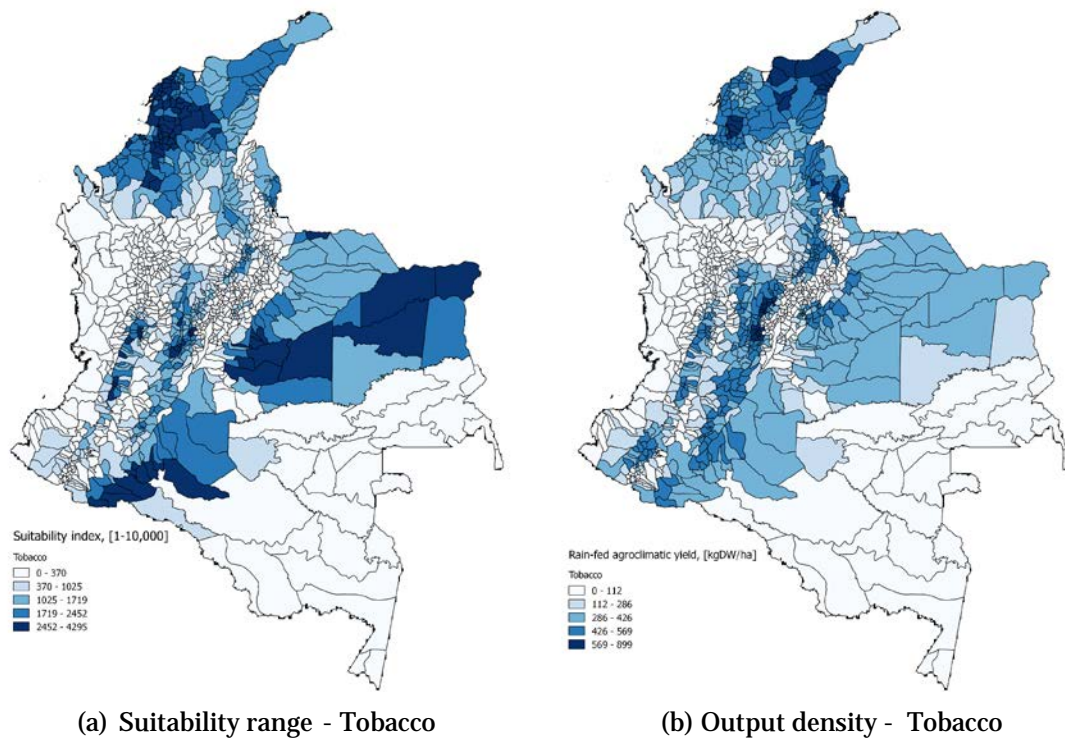 Suitability index, [1-10,000]
Tobacco
0 - 370
370 - 1025
1025 - 1719
1719 - 2452
2452 - 4295
Rain-fed agroclimatic yield, [kgDW/ha]
Tobacco
0 - 112
112 - 286
286 - 426
426 - 569
569 - 899
(a) Suitability range - Tobacco
(b) Output density - Tobacco